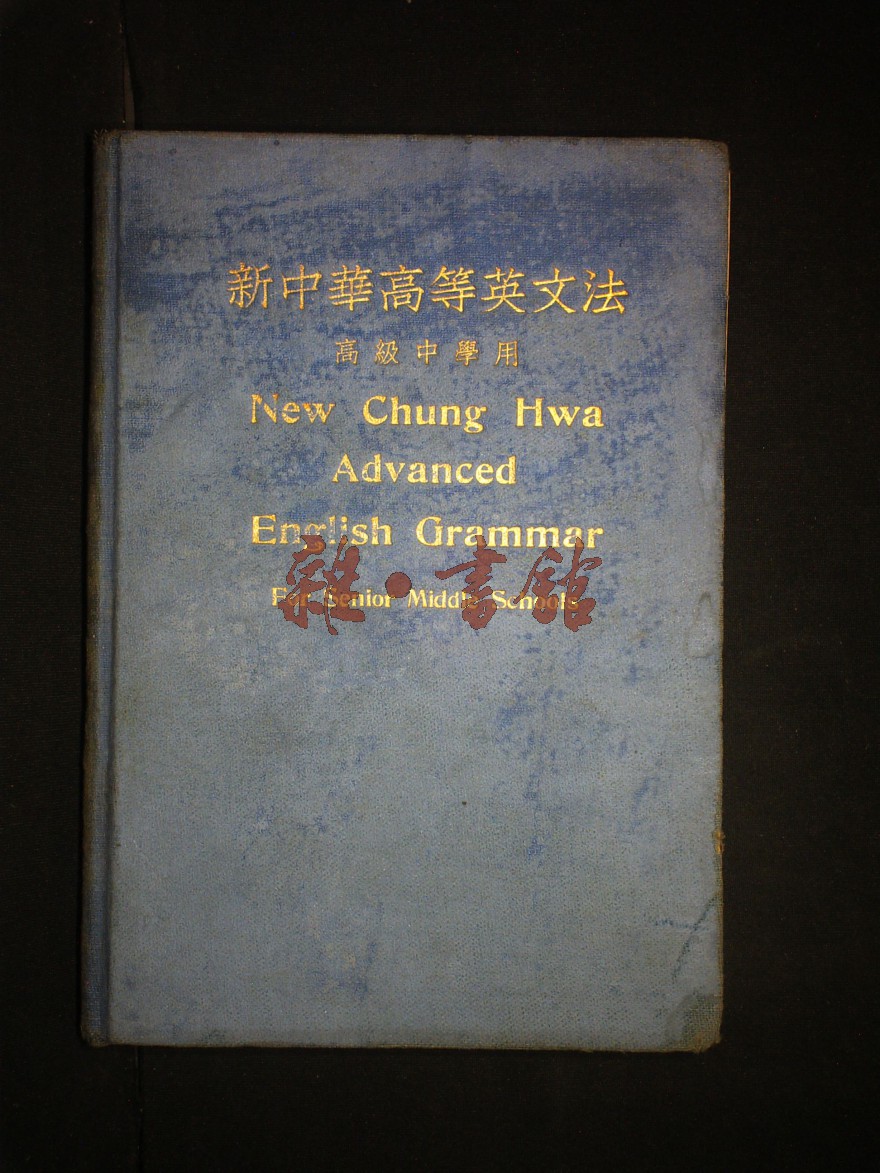 新中華高等英文法
高級中學用
New Chung Hwa
Advanced
English Grammar
For Senior Middle Schools
雜·書館